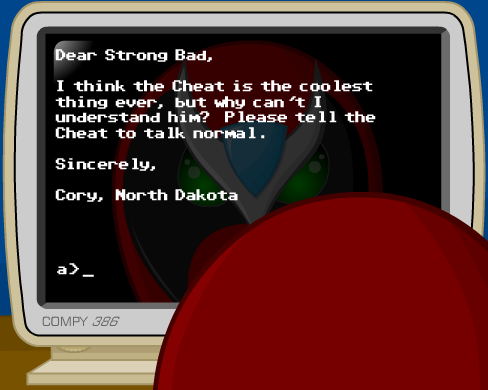 Dear Strong Bad,
I think the Cheat is the coolest
thing ever, but why can't I
understand him?  Please tell the
Cheat to talk normal.
Sincerely,
Cory, North Dakota
a>_
COMPY 386